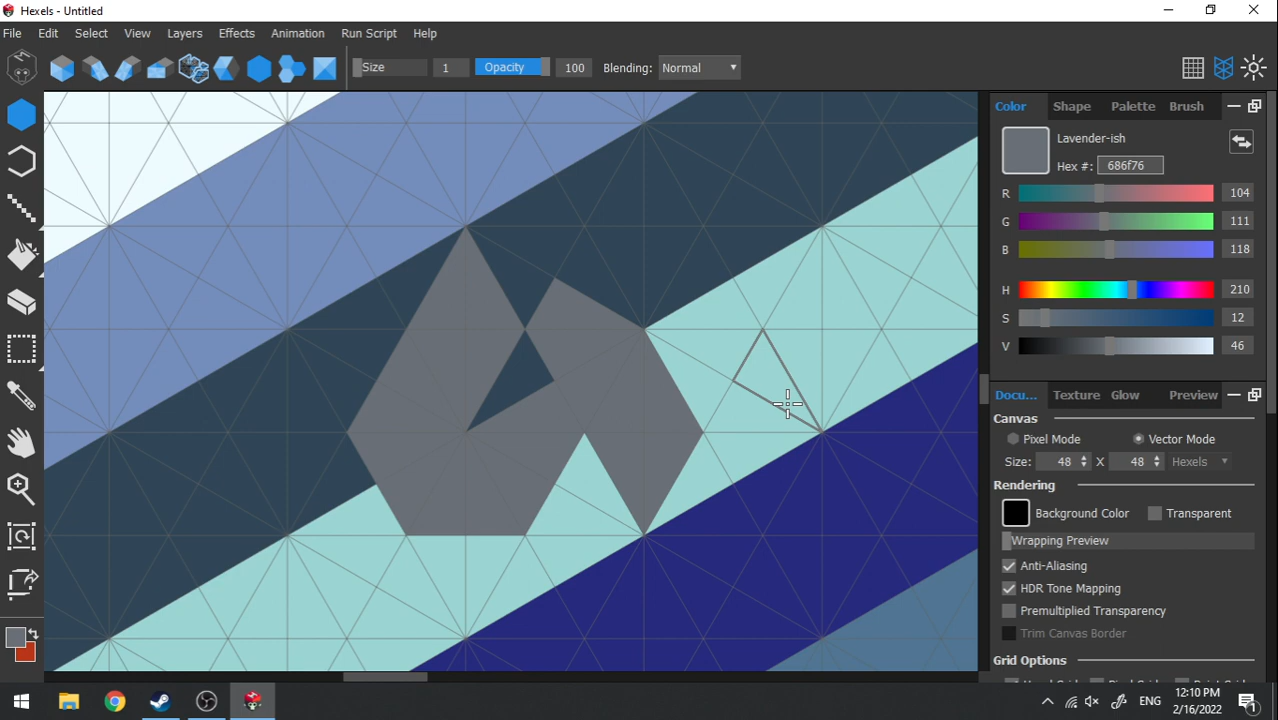 Hexels - Untitled
File Edit Select View Layers Effects Animation Run Script Help
Size 1 Opacity 100 Blending: Normal
Color Shape Palette Brush
Lavender-ish
Hex #: 686f76
R 104
G 111
B 118
H 210
S 12
V 46
Docu... Texture Glow Preview
Canvas
Pixel Mode Vector Mode
Size: 48 X 48 Hexels
Rendering
Background Color Transparent
Wrapping Preview
Anti-Aliasing
HDR Tone Mapping
Premultiplied Transparency
Trim Canvas Border
Grid Options
ENG
12:10 PM
2/16/2022
1